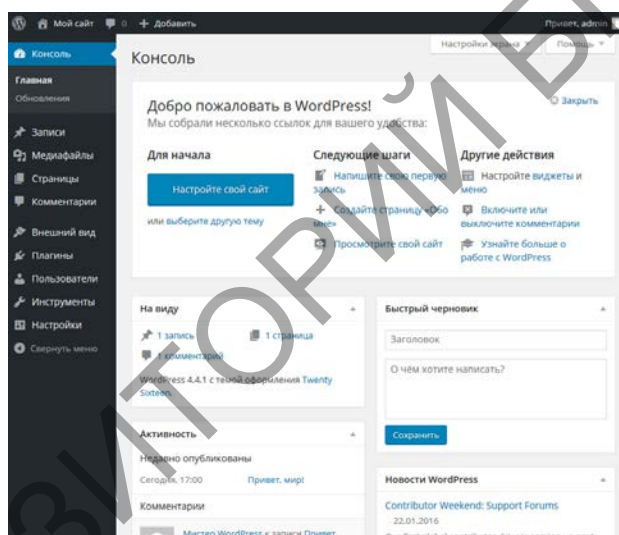 Мой сайт 0 + Добавить
Привет, admin
Консоль
Главная
Обновления
Записи
Медиафайлы
Страницы
Комментарии
Внешний вид
Плагины
Пользователи
Инструменты
Настройки
Свернуть меню
Настройки экрана
Помощь
Консоль
Добро пожаловать в WordPress!
Мы собрали несколько ссылок для вашего удобства:
Закрыть
Для начала
Настройте свой сайт
или выберите другую тему
Следующие шаги
Напишите свою первую
запись
Создайте страницу «Обо
мне»
Просмотрите свой сайт
Другие действия
Настройте виджеты и
меню
Включите или
выключите комментарии
Узнайте больше о
работе с WordPress
На виду
1 запись
1 страница
1 комментарий
WordPress 4.4.1 с темой оформления Twenty
Sixteen.
Активность
Недавно опубликованы
Сегодня, 17:00 Привет, мир!
Комментарии
Мистер WordPress к записи Привет,
Быстрый черновик
Заголовок
О чём хотите написать?
Сохранить
Новости WordPress
Contributor Weekend: Support Forums
22.01.2016
ЗИТОРИЙ Б